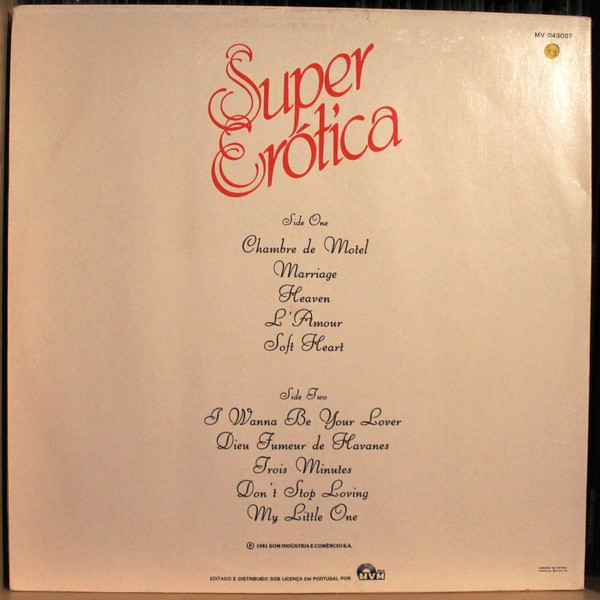 MV 043007
Super
Erótica
Side One
Chambre de Motel
Marriage
Heaven
L'Amour
Soft Heart
Side Two
I Wanna Be Your Lover
Dieu Fumeur de Havanes
Trois Minutes
Don't Stop Loving
My Little One
℗ 1981 SOM INDÚSTRIA E COMÉRCIO S.A.
EDITADO E DISTRIBUIDO SOB LICENÇA EM PORTUGAL POR MVM